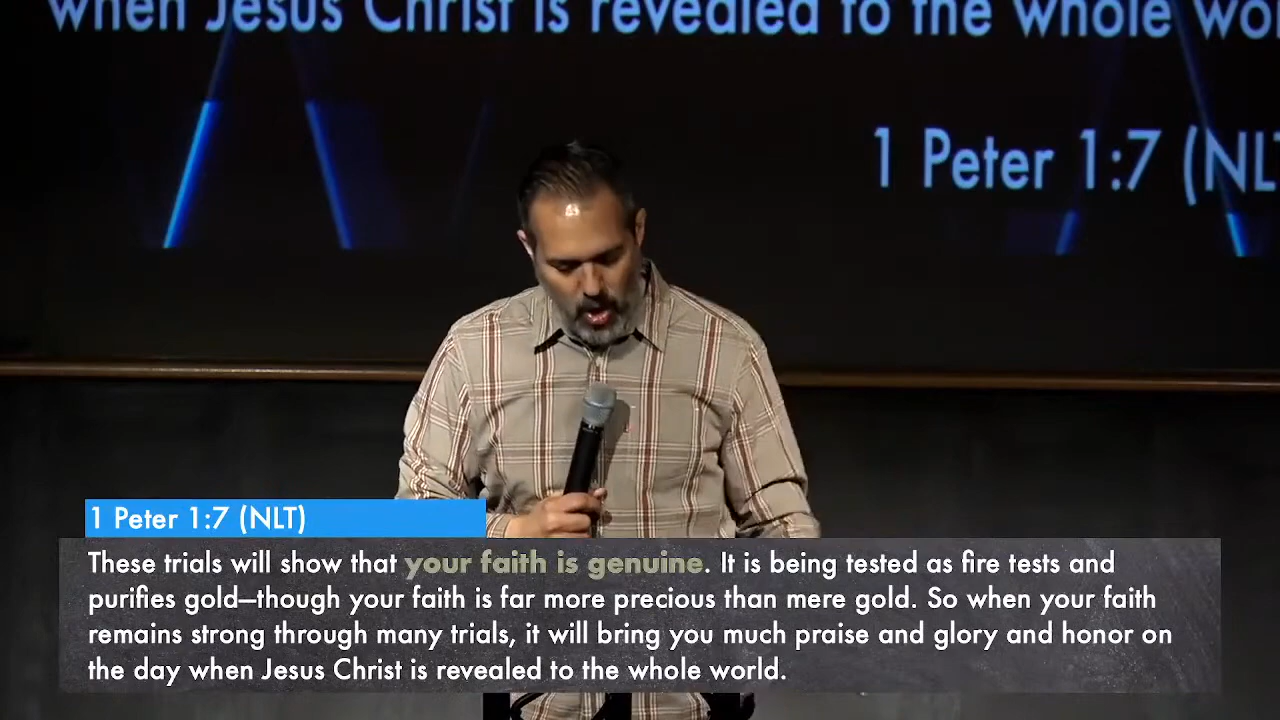 when Jesus Christ is revealed to the whole
1 Peter 1:7
1 Peter 1:7 (NLT)
These trials will show that your faith is genuine. It is being tested as fire tests and
purifies gold—though your faith is far more precious than mere gold. So when your faith
remains strong through many trials, it will bring you much praise and glory and honor on
the day when Jesus Christ is revealed to the whole world.